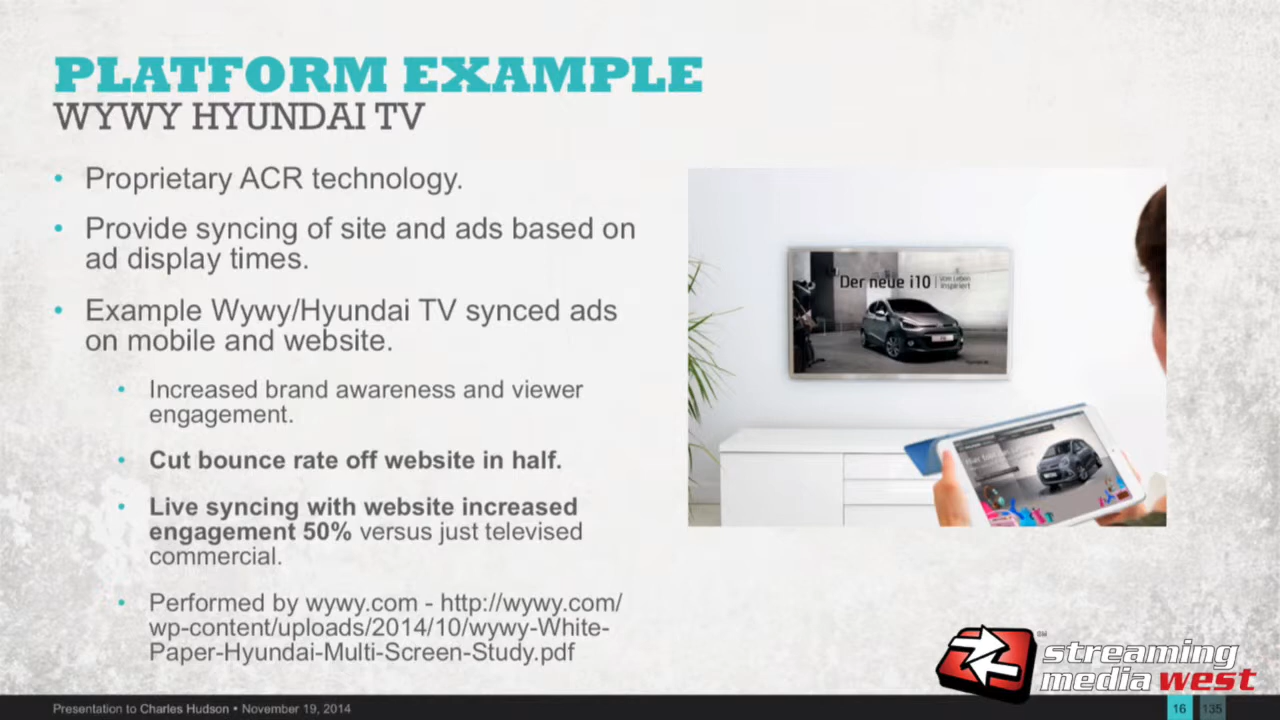 PLATFORM EXAMPLE
WYWY HYUNDAI TV
• Proprietary ACR technology.
• Provide syncing of site and ads based on
ad display times.
• Example Wywy/Hyundai TV synced ads
on mobile and website.
• Increased brand awareness and viewer
engagement.
• Cut bounce rate off website in half.
• Live syncing with website increased
engagement 50% versus just televised
commercial.
• Performed by wywy.com - http://wywy.com/
wp-content/uploads/2014/10/wywy-White-
Paper-Hyundai-Multi-Screen-Study.pdf
Der neue i10 | Vom Leben
inspiriert
SM
streaming
media west
Presentation to Charles Hudson • November 19, 2014
16 135